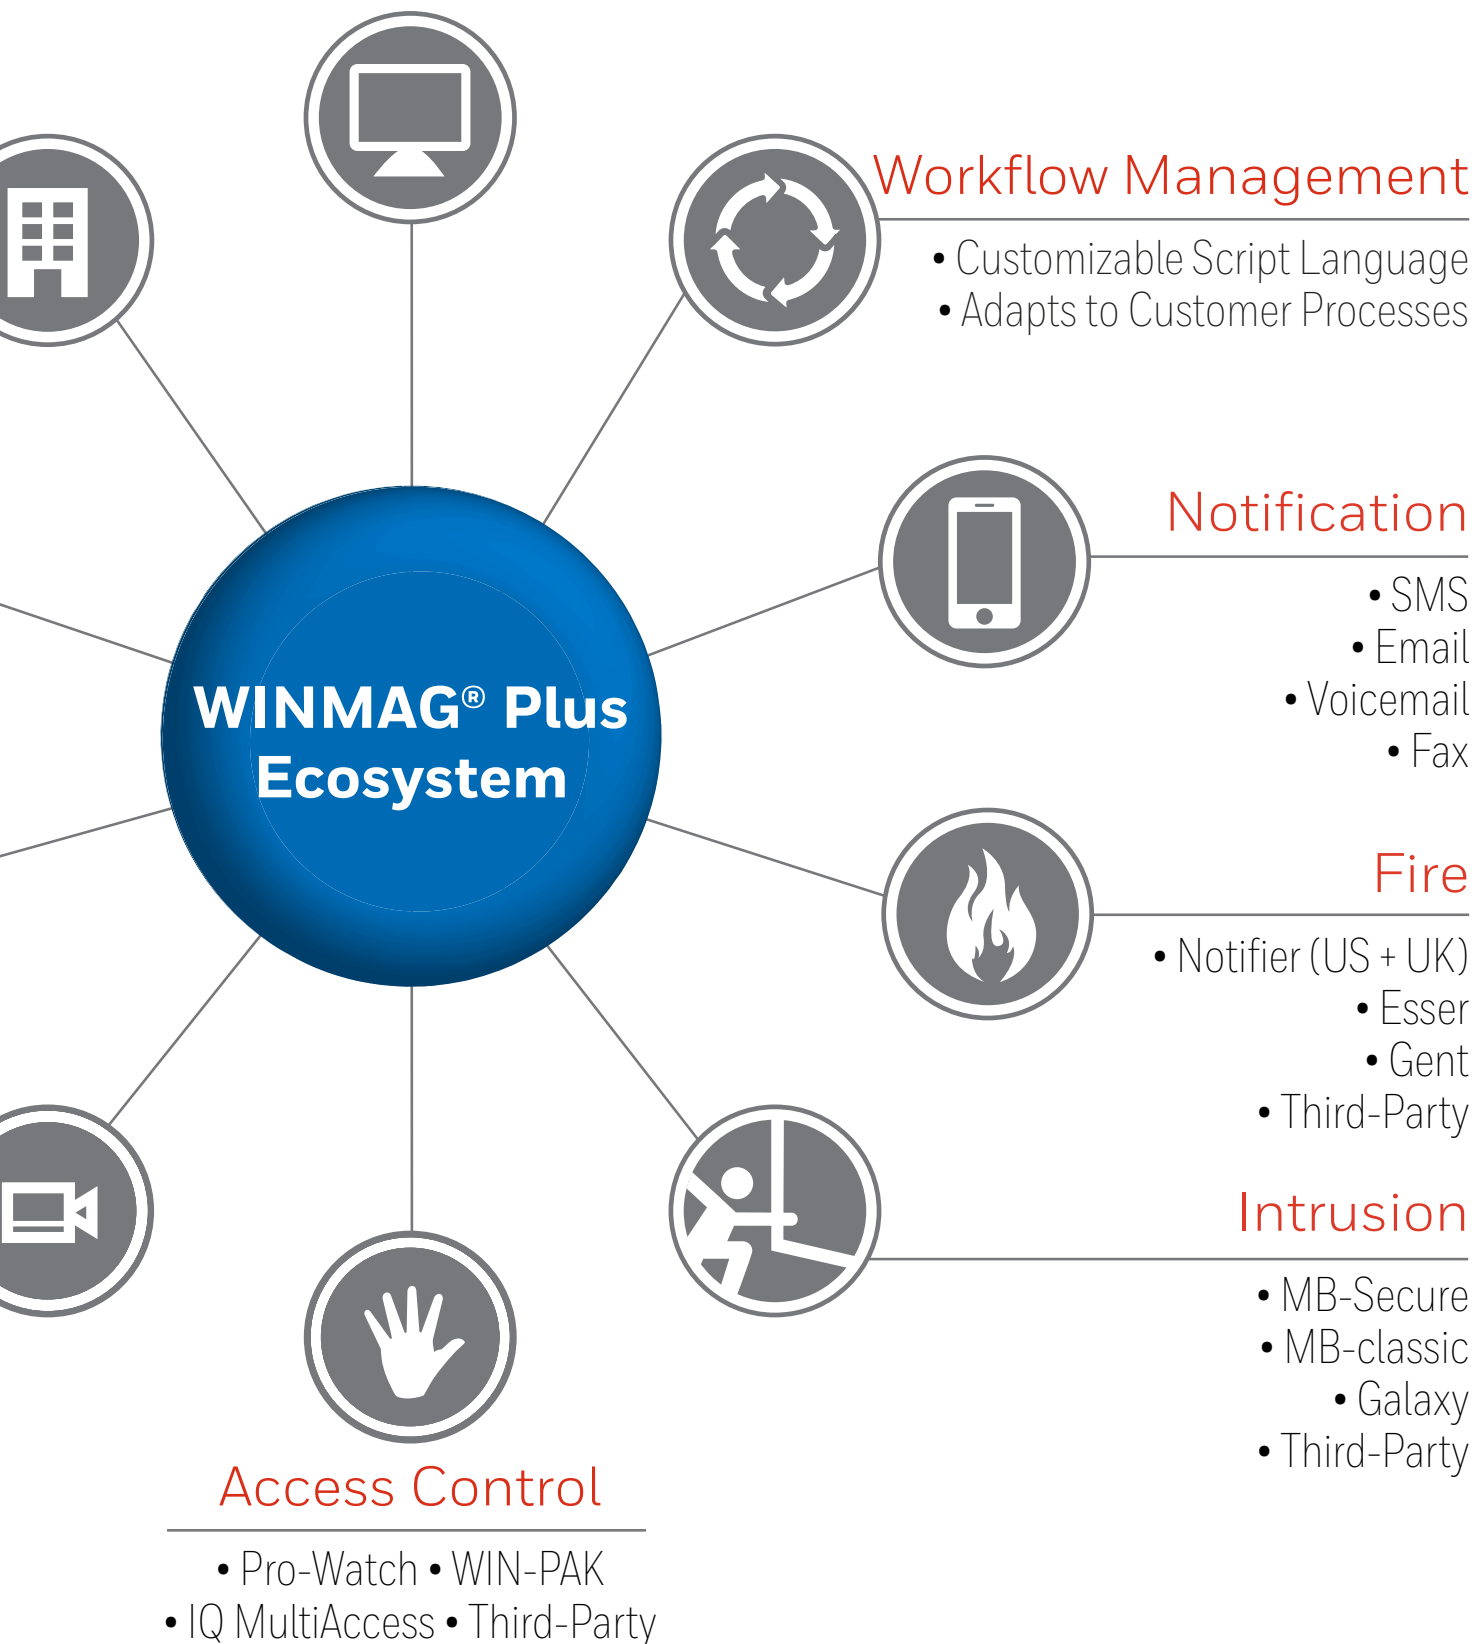 Workflow Management
• Customizable Script Language
• Adapts to Customer Processes
Notification
• SMS
• Email
• Voicemail
• Fax
WINMAG® Plus
Ecosystem
Fire
• Notifier (US + UK)
• Esser
• Gent
• Third-Party
Intrusion
• MB-Secure
• MB-classic
• Galaxy
• Third-Party
Access Control
• Pro-Watch • WIN-PAK
• IQ MultiAccess • Third-Party